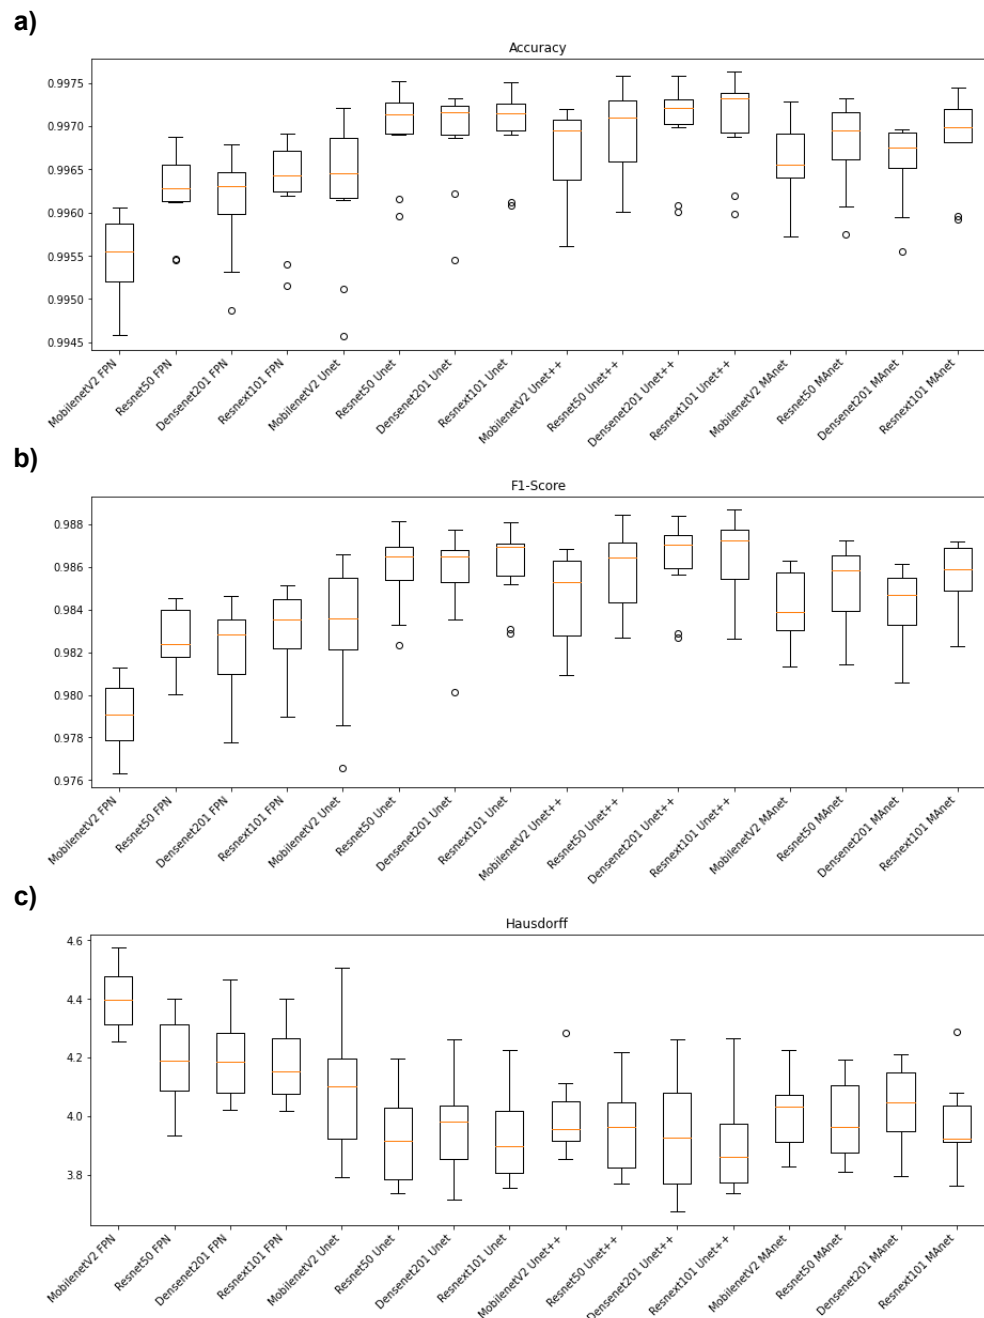 a)
Accuracy
0.9975
0.9970
0.9965
0.9960
0.9955
0.9950
0.9945
MobilenetV2 FPN
Resnet50 FPN
Densenet201 FPN
Resnext101 FPN
MobilenetV2 Unet
Resnet50 Unet
Densenet201 Unet
Resnext101 Unet
MobilenetV2 Unet++
Resnet50 Unet++
Densenet201 Unet++
Resnext101 Unet++
MobilenetV2 MAnet
Resnet50 MAnet
Densenet201 MAnet
Resnext101 MAnet
b)
F1-Score
0.988
0.986
0.984
0.982
0.980
0.978
0.976
MobilenetV2 FPN
Resnet50 FPN
Densenet201 FPN
Resnext101 FPN
MobilenetV2 Unet
Resnet50 Unet
Densenet201 Unet
Resnext101 Unet
MobilenetV2 Unet++
Resnet50 Unet++
Densenet201 Unet++
Resnext101 Unet++
MobilenetV2 MAnet
Resnet50 MAnet
Densenet201 MAnet
Resnext101 MAnet
c)
Hausdorff
4.6
4.4
4.2
4.0
3.8
MobilenetV2 FPN
Resnet50 FPN
Densenet201 FPN
Resnext101 FPN
MobilenetV2 Unet
Resnet50 Unet
Densenet201 Unet
Resnext101 Unet
MobilenetV2 Unet++
Resnet50 Unet++
Densenet201 Unet++
Resnext101 Unet++
MobilenetV2 MAnet
Resnet50 MAnet
Densenet201 MAnet
Resnext101 MAnet